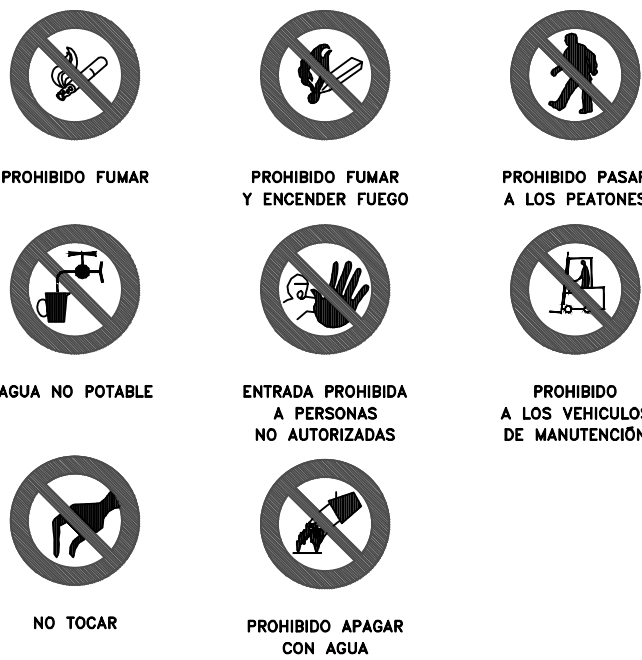 PROHIBIDO FUMAR
PROHIBIDO FUMAR
Y ENCENDER FUEGO
PROHIBIDO PASAR
A LOS PEATONES
AGUA NO POTABLE
ENTRADA PROHIBIDA
A PERSONAS
NO AUTORIZADAS
PROHIBIDO
A LOS VEHICULOS
DE MANUTENCIÓN
NO TOCAR
PROHIBIDO APAGAR
CON AGUA